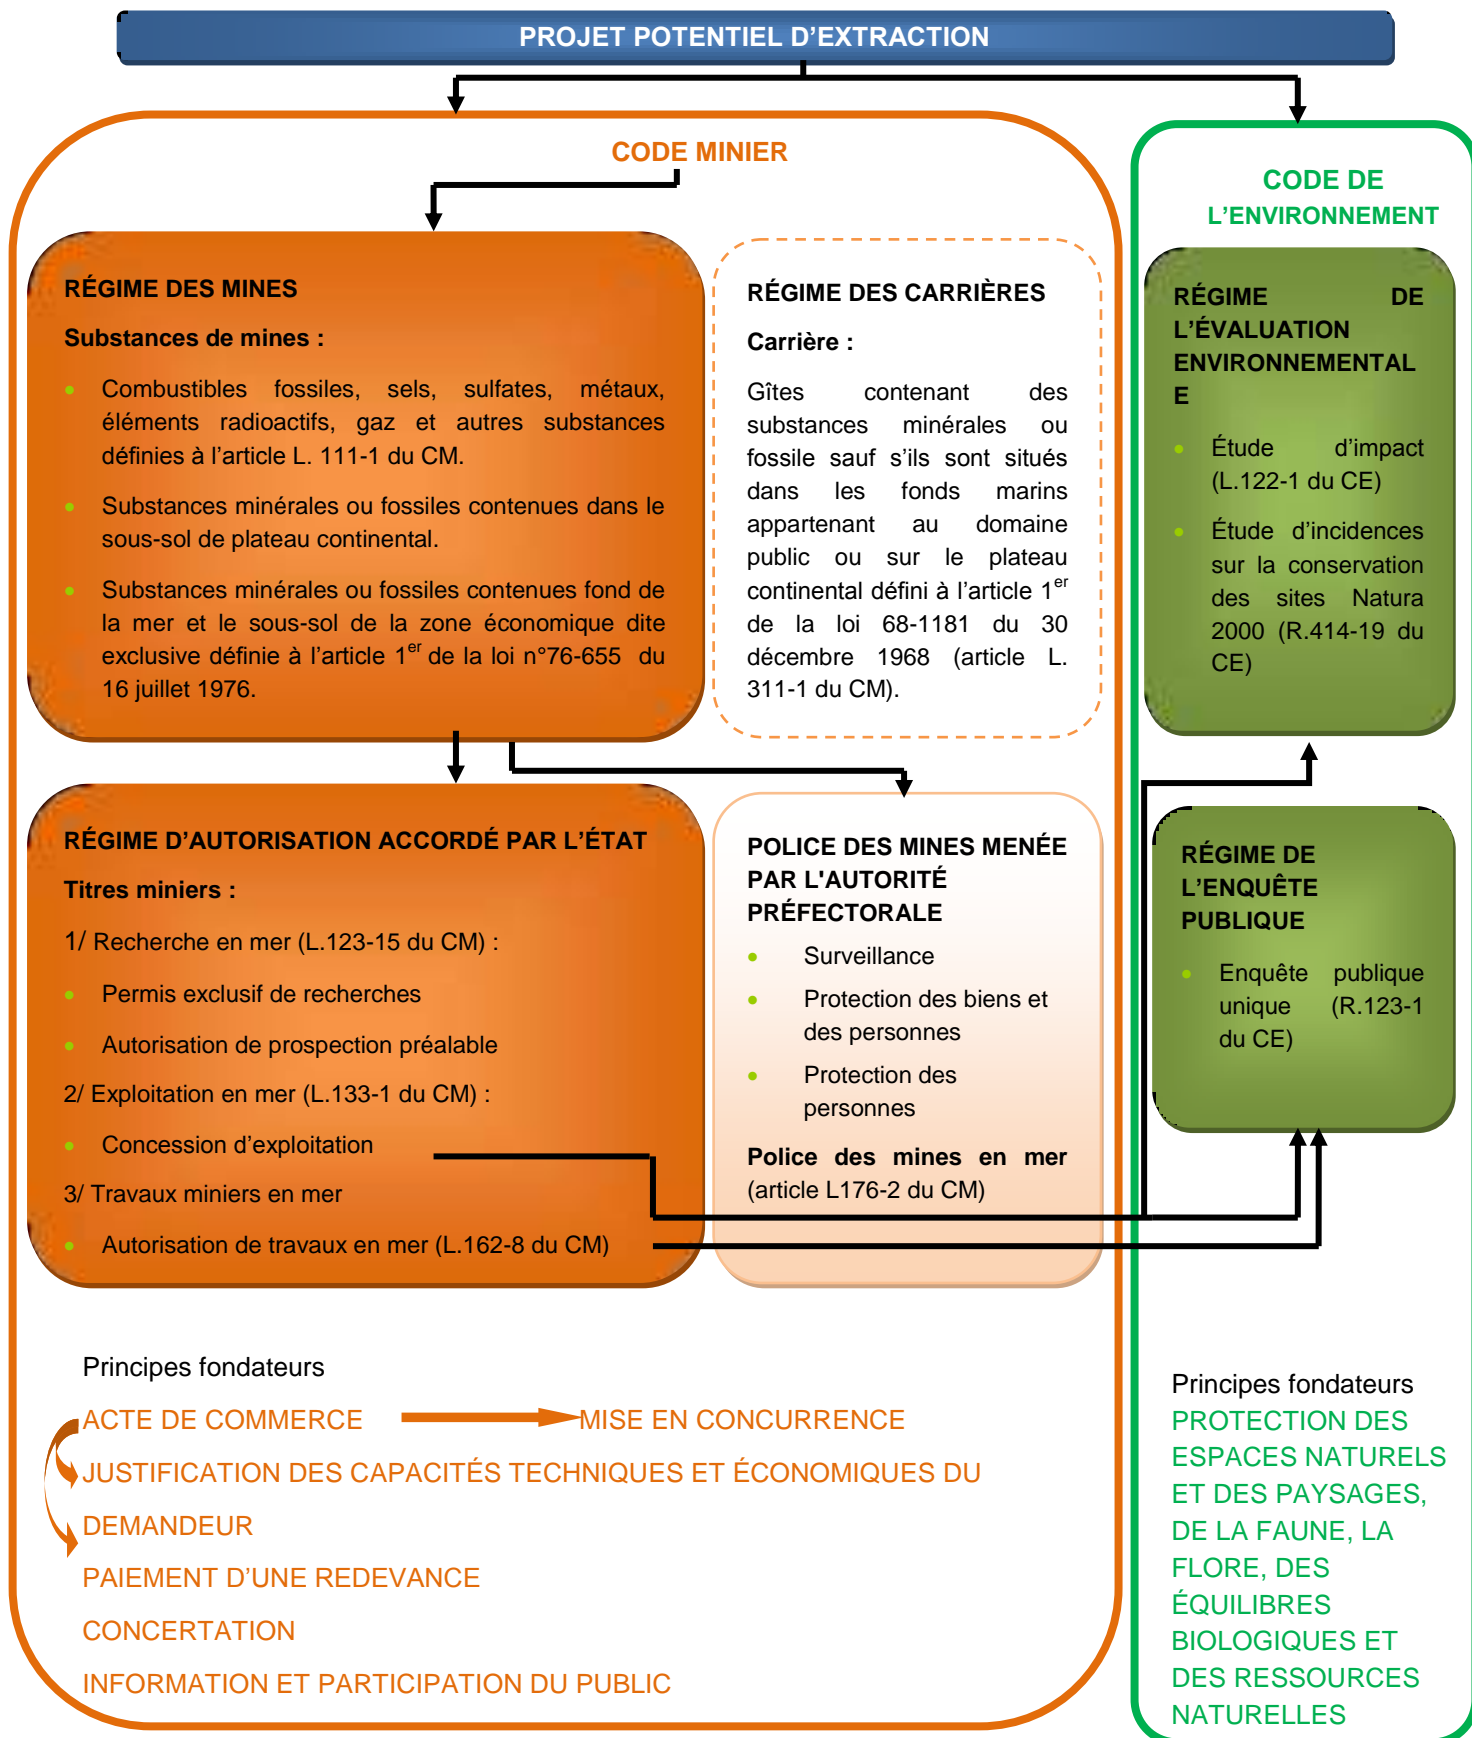 PROJET POTENTIEL D'EXTRACTION
CODE MINIER
RÉGIME DES MINES
Substances de mines :
• Combustibles fossiles, sels, sulfates, métaux,
éléments radioactifs, gaz et autres substances
définies à l'article L. 111-1 du CM.
• Substances minérales ou fossiles contenues dans le
sous-sol de plateau continental.
• Substances minérales ou fossiles contenues fond de
la mer et le sous-sol de la zone économique dite
exclusive définie à l'article 1er de la loi n°76-655 du
16 juillet 1976.
RÉGIME DES CARRIÈRES
Carrière :
Gîtes contenant des
substances minérales ou
fossile sauf s'ils sont situés
dans les fonds marins
appartenant au domaine
public ou sur le plateau
continental défini à l'article 1er
de la loi 68-1181 du 30
décembre 1968 (article L.
311-1 du CM).
RÉGIME D'AUTORISATION ACCORDÉ PAR L'ÉTAT
Titres miniers :
1/ Recherche en mer (L.123-15 du CM) :
• Permis exclusif de recherches
• Autorisation de prospection préalable
2/ Exploitation en mer (L.133-1 du CM) :
• Concession d'exploitation
3/ Travaux miniers en mer
• Autorisation de travaux en mer (L.162-8 du CM)
POLICE DES MINES MENÉE
PAR L'AUTORITÉ
PRÉFECTORALE
• Surveillance
• Protection des biens et
des personnes
• Protection des
personnes
Police des mines en mer
(article L176-2 du CM)
Principes fondateurs
ACTE DE COMMERCE MISE EN CONCURRENCE
JUSTIFICATION DES CAPACITÉS TECHNIQUES ET ÉCONOMIQUES DU
DEMANDEUR
PAIEMENT D'UNE REDEVANCE
CONCERTATION
INFORMATION ET PARTICIPATION DU PUBLIC
CODE DE
L'ENVIRONNEMENT
RÉGIME DE
L'ÉVALUATION
ENVIRONNEMENTAL
E
• Étude d'impact
(L.122-1 du CE)
• Étude d'incidences
sur la conservation
des sites Natura
2000 (R.414-19 du
CE)
RÉGIME DE
L'ENQUÊTE
PUBLIQUE
• Enquête publique
unique (R.123-1
du CE)
Principes fondateurs
PROTECTION DES
ESPACES NATURELS
ET DES PAYSAGES,
DE LA FAUNE, LA
FLORE, DES
ÉQUILIBRES
BIOLOGIQUES ET
DES RESSOURCES
NATURELLES